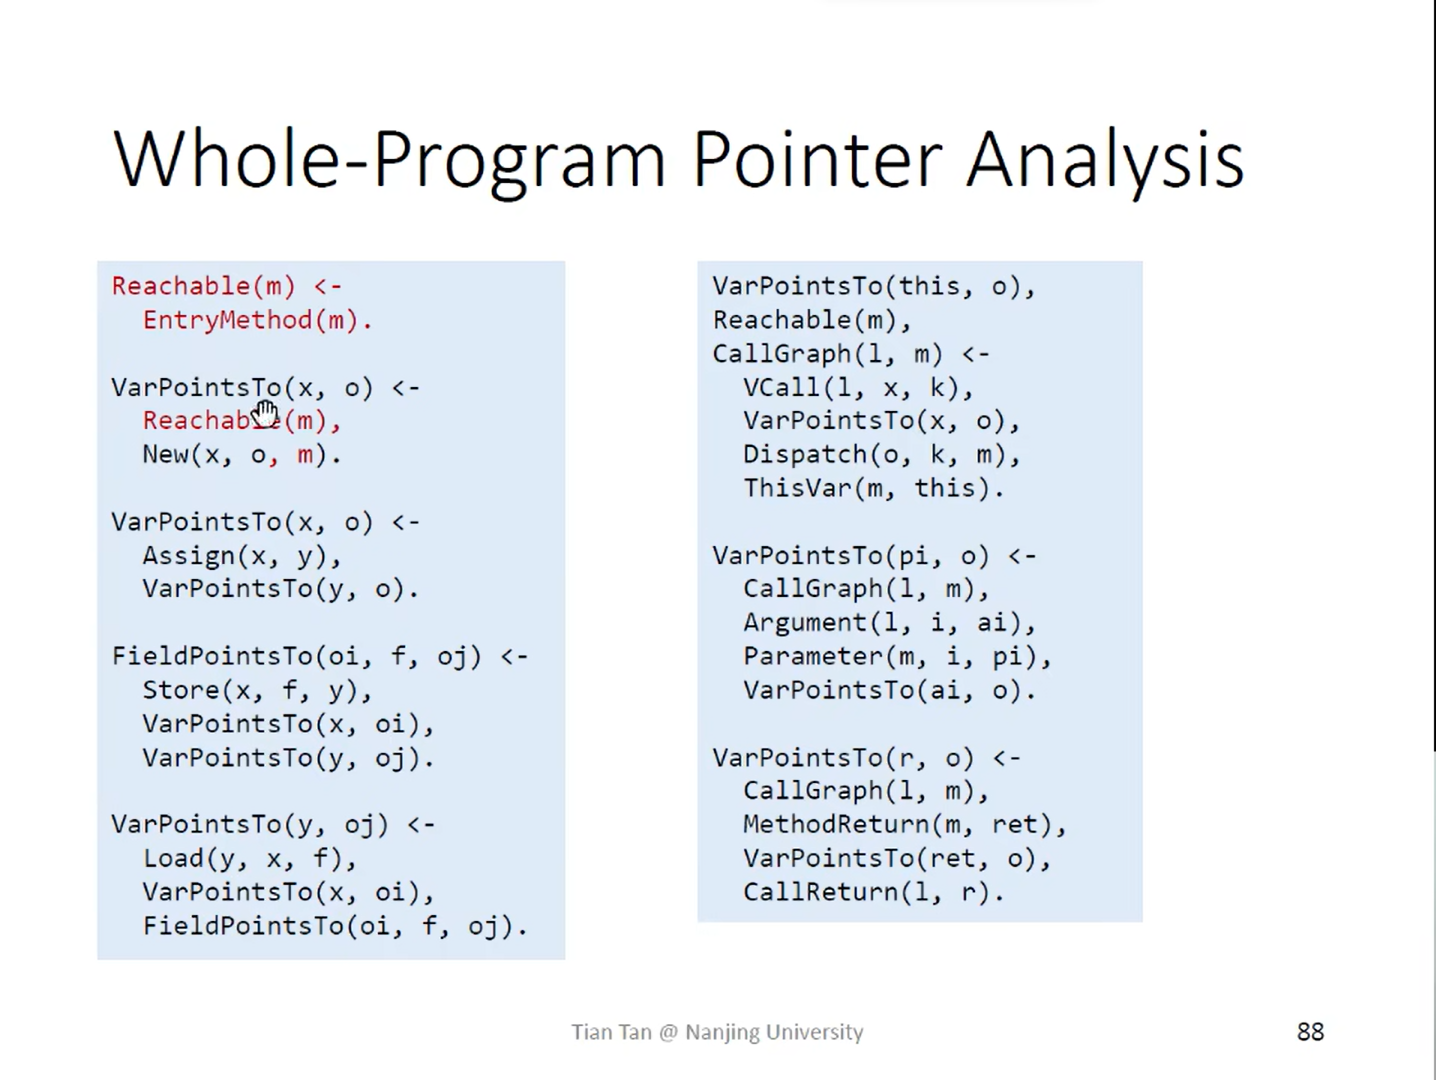 Whole-Program Pointer Analysis
Reachable(m) <-
EntryMethod(m).
VarPointsTo(x, o) <-
Reachable(m),
New(x, o, m).
VarPointsTo(x, o) <-
Assign(x, y),
VarPointsTo(y, o).
FieldPointsTo(oi, f, oj) <-
Store(x, f, y),
VarPointsTo(x, oi),
VarPointsTo(y, oj).
VarPointsTo(y, oj) <-
Load(y, x, f),
VarPointsTo(x, oi),
FieldPointsTo(oi, f, oj).
VarPointsTo(this, o),
Reachable(m),
CallGraph(l, m) <-
VCall(l, x, k),
VarPointsTo(x, o),
Dispatch(o, k, m),
ThisVar(m, this).
VarPointsTo(pi, o) <-
CallGraph(l, m),
Argument(l, i, ai),
Parameter(m, i, pi),
VarPointsTo(ai, o).
VarPointsTo(r, o) <-
CallGraph(l, m),
MethodReturn(m, ret),
VarPointsTo(ret, o),
CallReturn(l, r).
Tian Tan @ Nanjing University
88